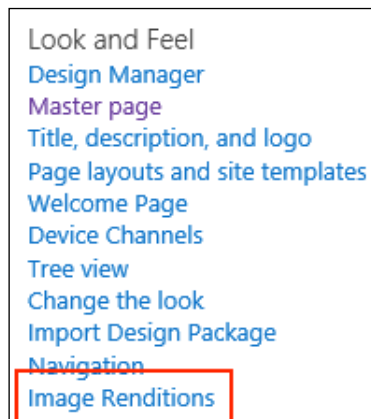 Look and Feel
Design Manager
Master page
Title, description, and logo
Page layouts and site templates
Welcome Page
Device Channels
Tree view
Change the look
Import Design Package
Navigation
Image Renditions